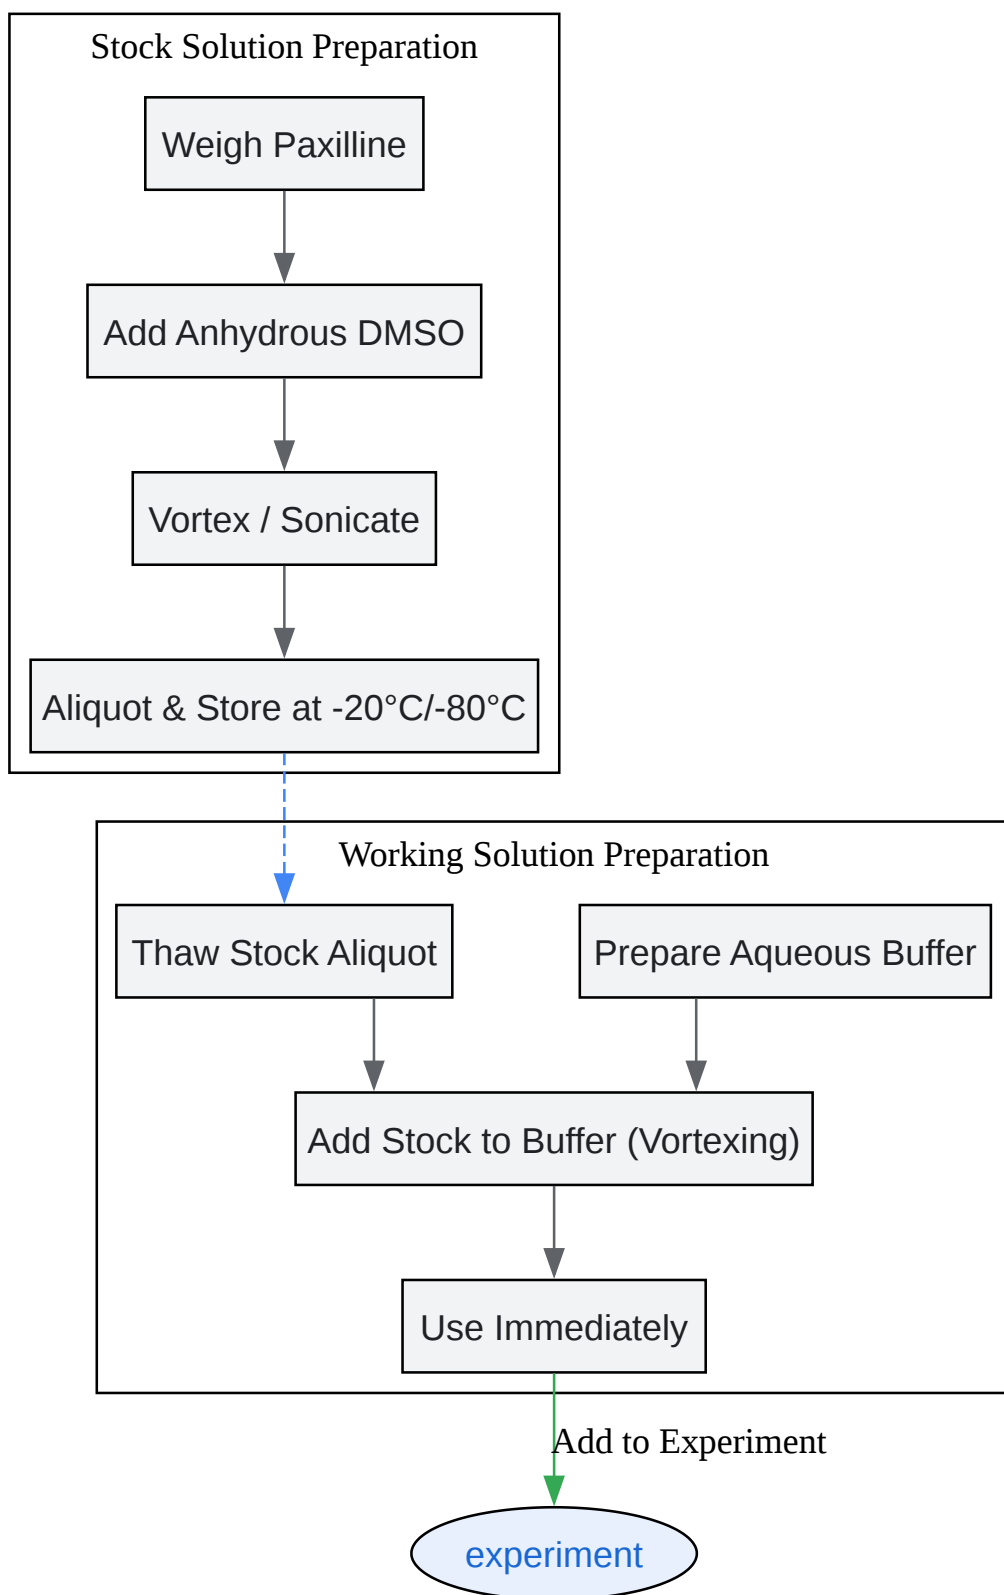 Stock Solution Preparation
Weigh Paxilline
Add Anhydrous DMSO
Vortex / Sonicate
Aliquot & Store at -20°C/-80°C
Working Solution Preparation
Thaw Stock Aliquot
Prepare Aqueous Buffer
Add Stock to Buffer (Vortexing)
Use Immediately
Add to Experiment
experiment